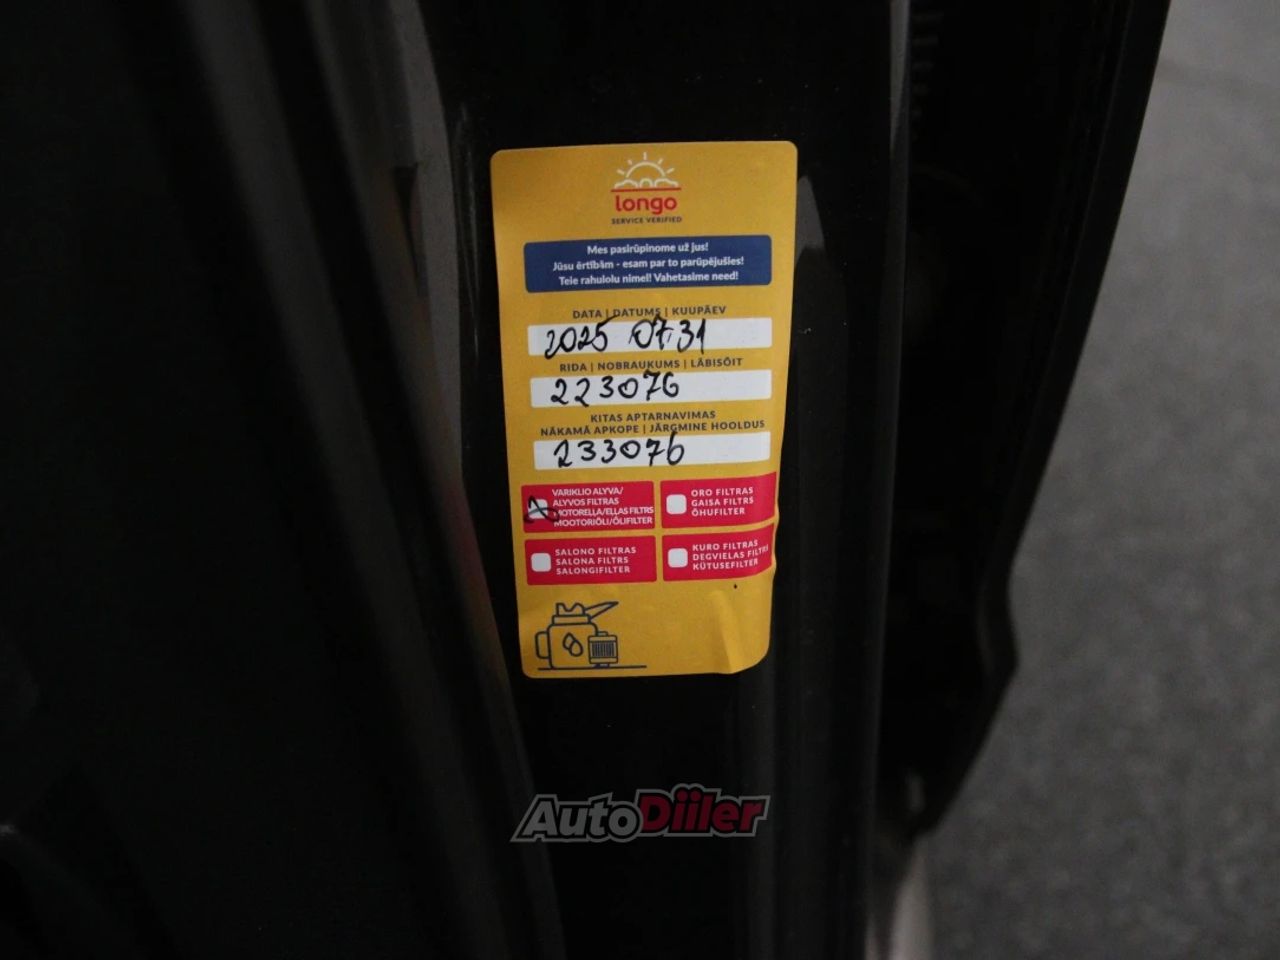 longo
SERVICE VERIFIED
Mes pasirūpinome už jus!
Jūsu ērtībām - esam par to parūpējušies!
Teie rahulolu nimel! Vahetasime need!
DATA | DATUMS | KUUPÄEV
2025 07.31
RIDA | NOBRAUKUMS | LÄBISÕIT
223076
KITAS APTARNAVIMAS
NĀKAMĀ APKOPE | JÄRGMINE HOOLDUS
233076
VARIKLIO ALYVA/
ALYVOS FILTRAS
MOTOREĻĻA/EĻĻAS FILTRS
MOOTORIÕLI/ÕLIFILTER
ORO FILTRAS
GAISA FILTRS
ÕHUFILTER
SALONO FILTRAS
SALONA FILTRS
SALONGIFILTER
KURO FILTRAS
DEGVIELAS FILTRS
KÜTUSEFILTER
AutoDiiler